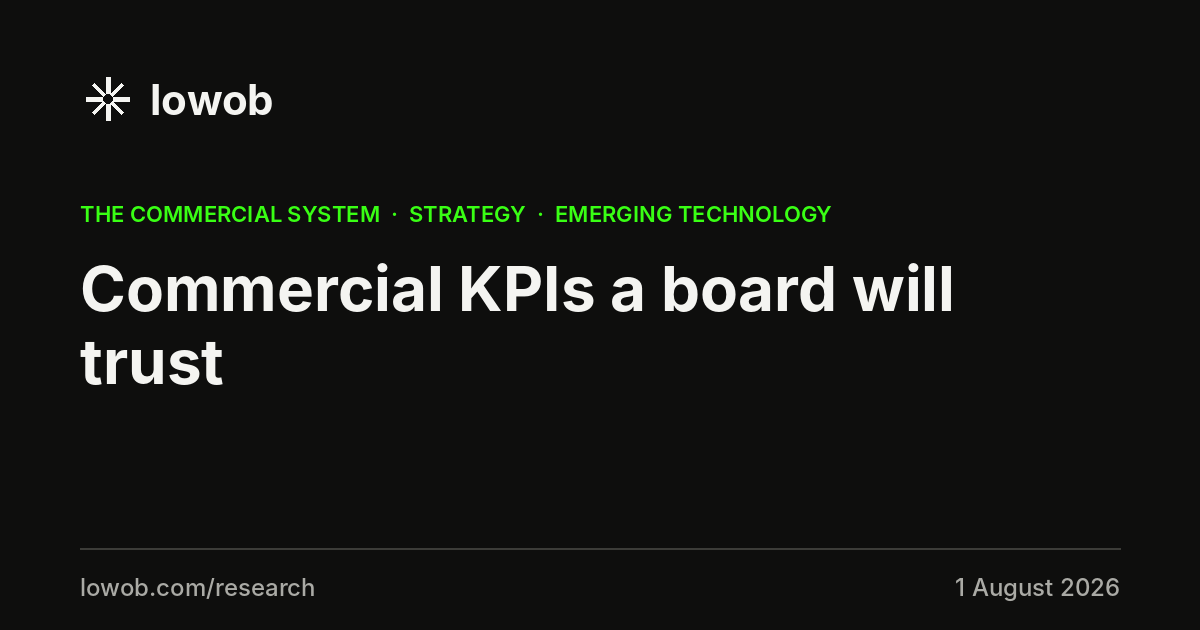 lowob
THE COMMERCIAL SYSTEM · STRATEGY · EMERGING TECHNOLOGY
Commercial KPIs a board will
trust
lowob.com/research
1 August 2026